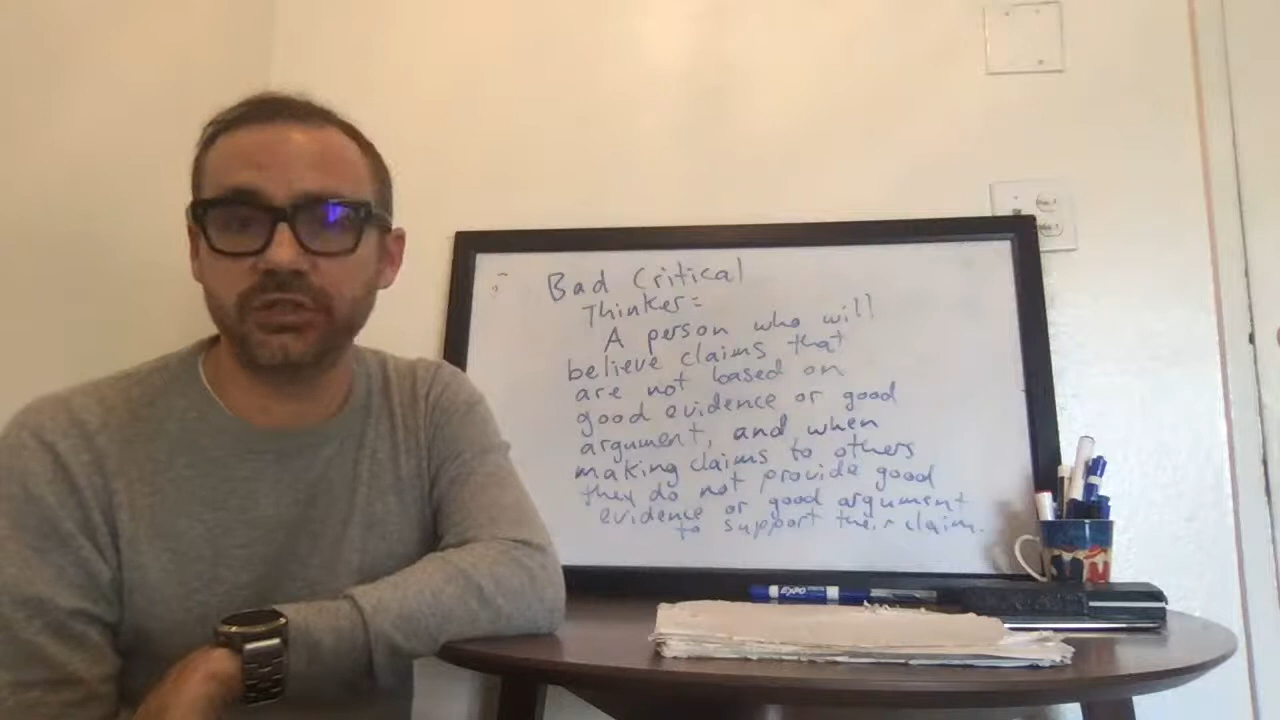 Bad Critical
Thinker=
A person who will
believe claims that
are not based on
good evidence or good
argument, and when
making claims to others
they do not provide good
evidence or good argument
to support their claim.
EXPO